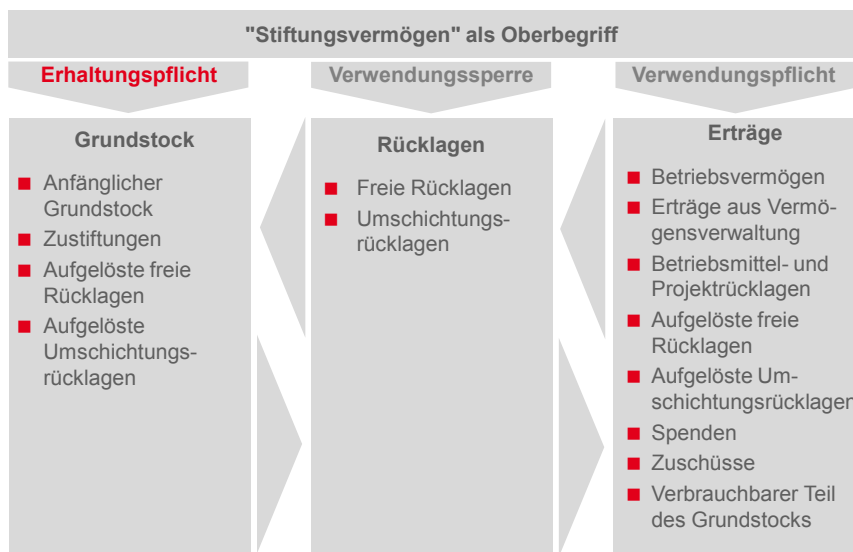 "Stiftungsvermögen" als Oberbegriff
Erhaltungspflicht
Verwendungssperre
Verwendungspflicht
Grundstock
Anfänglicher
Grundstock
Zustiftungen
Aufgelöste freie
Rücklagen
Aufgelöste
Umschichtungs-
rücklagen
Rücklagen
Freie Rücklagen
Umschichtungs-
rücklagen
Erträge
Betriebsvermögen
Erträge aus Vermö-
gensverwaltung
Betriebsmittel- und
Projektrücklagen
Aufgelöste freie
Rücklagen
Aufgelöste Um-
schichtungsrücklagen
Spenden
Zuschüsse
Verbrauchbarer Teil
des Grundstocks